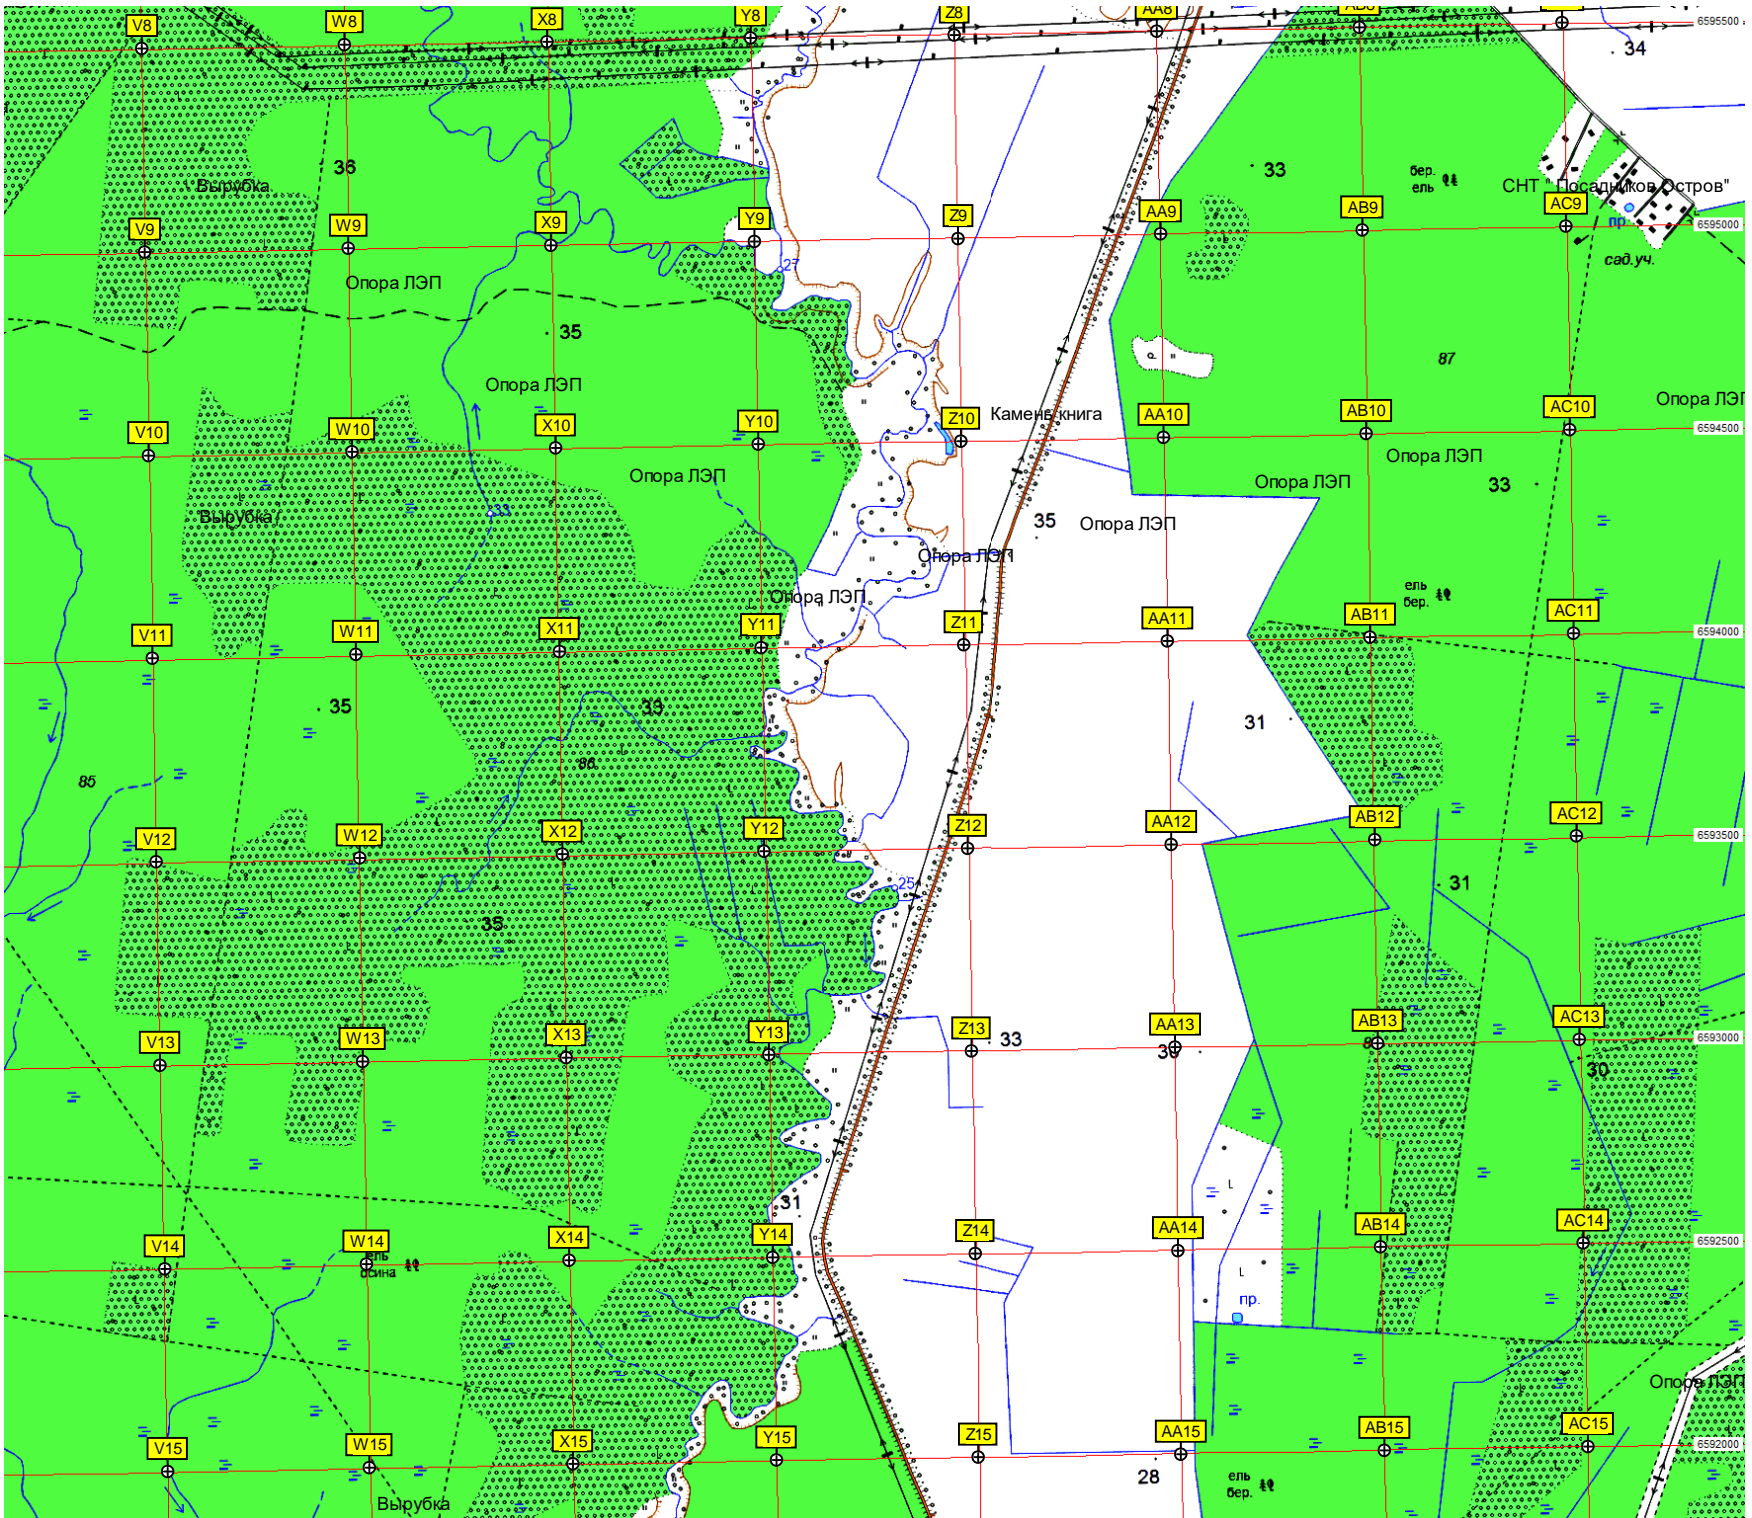 V8 W8 X8 Y8 Z8 AA8 AB8 6595500
34
36 33 бер.
ель
Вырубка СНТ " Посадников Остров"
V9 W9 X9 Y9 Z9 AA9 AB9 AC9 6595000
пр.
сад.уч.
27
Опора ЛЭП
35
87
Опора ЛЭП
Опора ЛЭП
V10 W10 X10 Y10 Z10 Камень книга AA10 AB10 AC10 6594500
Опора ЛЭП
Опора ЛЭП Опора ЛЭП 33
Вырубка 33 35 Опора ЛЭП
Опора ЛЭП
ель
бер.
Опора ЛЭП
V11 W11 X11 Y11 Z11 AA11 AB11 AC11 6594000
35 33 31
85 86
V12 W12 X12 Y12 Z12 AA12 AB12 AC12 6593500
25 31
35
V13 W13 X13 Y13 Z13 33 AA13 AB13 AC13 6593000
30
31
V14 W14 X14 Y14 Z14 AA14 AB14 AC14 6592500
ель
осина
пр.
Опора ЛЭП
V15 W15 X15 Y15 Z15 AA15 AB15 AC15 6592000
28 ель
бер.
Вырубка